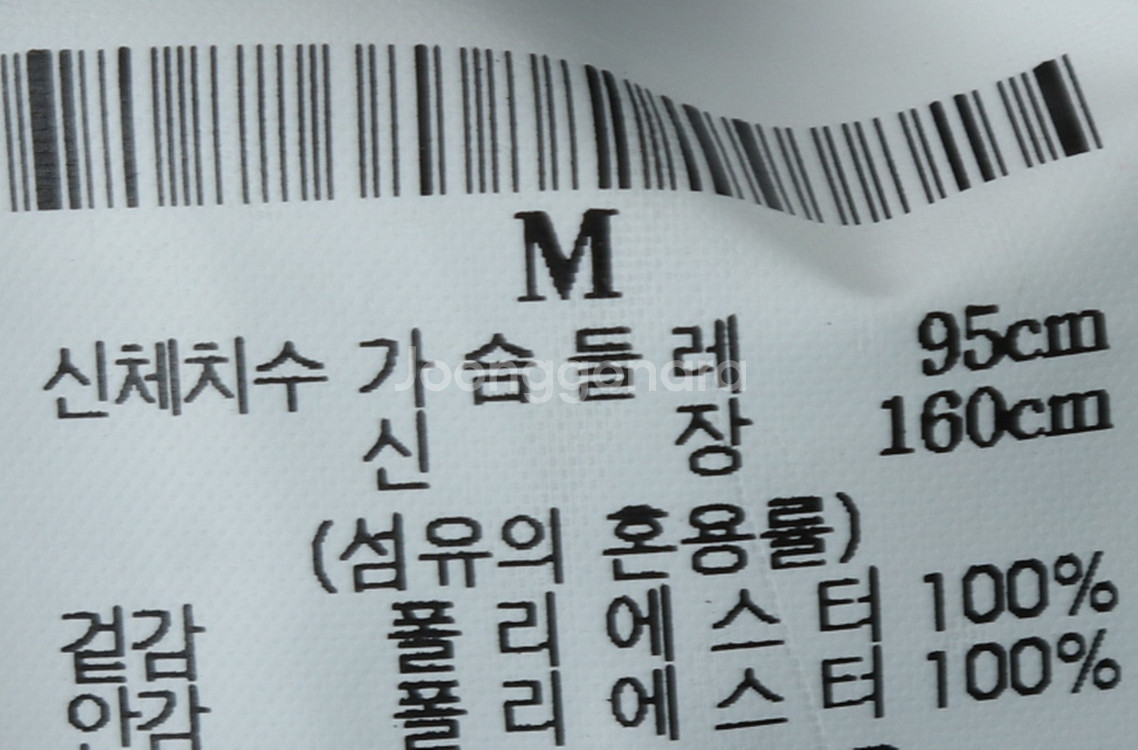 M
신체치수 가슴둘레 95cm
신장 160cm
(섬유의 혼용률)
겉감 폴리에스터 100%
안감 폴리에스터 100%
Joenggendra